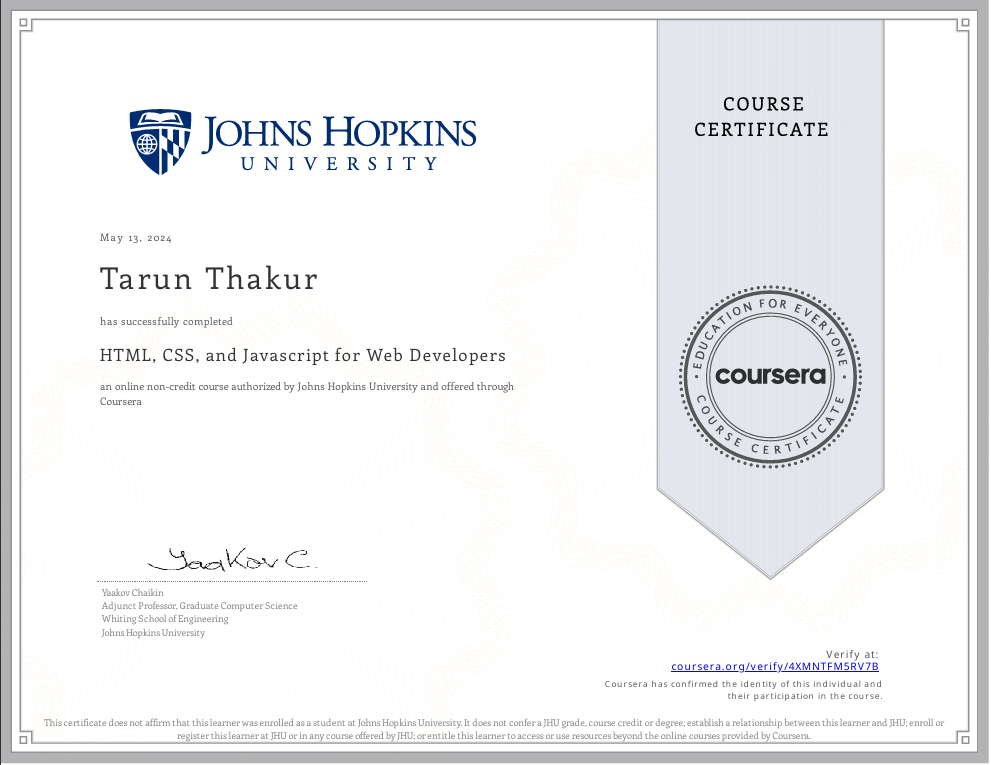 JOHNS HOPKINS
UNIVERSITY
COURSE
CERTIFICATE
May 13, 2024
Tarun Thakur
has successfully completed
HTML, CSS, and Javascript for Web Developers
an online non-credit course authorized by Johns Hopkins University and offered through
Coursera
EDUCATION FOR EVERYONE
coursera
COURSE CERTIFICATE
Yaakov C.
Yaakov Chaikin
Adjunct Professor, Graduate Computer Science
Whiting School of Engineering
Johns Hopkins University
Verify at:
coursera.org/verify/4XMNTFM5RV7B
Coursera has confirmed the identity of this individual and
their participation in the course.
This certificate does not affirm that this learner was enrolled as a student at Johns Hopkins University. It does not confer a JHU grade, course credit or degree; establish a relationship between this learner and JHU; enroll or
register this learner at JHU or in any course offered by JHU; or entitle this learner to access or use resources beyond the online courses provided by Coursera.